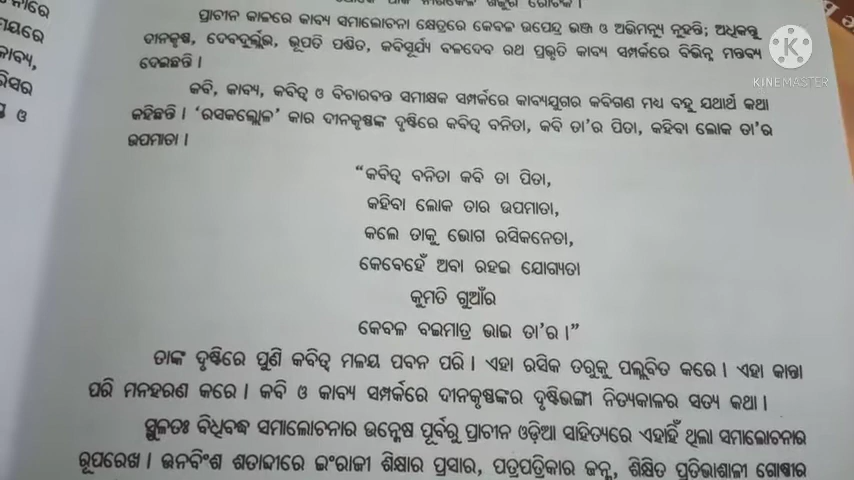 ପ୍ରାଚୀନ କାଳରେ କାବ୍ୟ ସମାଲୋଚନା କ୍ଷେତ୍ରରେ କେବଳ ଉପେନ୍ଦ୍ର ଭଞ୍ଜ ଓ ଅଭିମନ୍ୟୁ ନୁହନ୍ତି; ଅଧିକନ୍ତୁ
ଦୀନକୃଷ୍ଣ, ଦେବଦୁର୍ଲ୍ଲଭ, ଭୂପତି ପଣ୍ଡିତ, କବିସୂର୍ଯ୍ୟ ବଳଦେବ ରଥ ପ୍ରଭୃତି କାବ୍ୟ ସମ୍ପର୍କରେ ବିଭିନ୍ନ ମନ୍ତବ୍ୟ
ଦେଇଛନ୍ତି ।
କବି, କାବ୍ୟ, କବିତ୍ୱ ଓ ବିଚାରବନ୍ତ ସମୀକ୍ଷକ ସମ୍ପର୍କରେ କାବ୍ୟଯୁଗର କବିଗଣ ମଧ୍ୟ ବହୁ ଯଥାର୍ଥ କଥା
କହିଛନ୍ତି । ‘ରସକଲ୍ଲୋଳ’ କାର ଦୀନକୃଷ୍ଣଙ୍କ ଦୃଷ୍ଟିରେ କବିତ୍ୱ ବନିତା, କବି ତା’ର ପିତା, କହିବା ଲୋକ ତା’ର
ଉପମାତା ।
“କବିତ୍ୱ ବନିତା କବି ତା ପିତା,
କହିବା ଲୋକ ତାର ଉପମାତା,
କଲେ ତାକୁ ଭୋଗ ରସିକନେତା,
କେବେହେଁ ଅବା ରହଇ ଯୋଗ୍ୟତା
କୁମତି ଗୁଆଁର
କେବଳ ବଇମାତ୍ର ଭାଇ ତା’ର ।”
ତାଙ୍କ ଦୃଷ୍ଟିରେ ପୁଣି କବିତ୍ୱ ମଳୟ ପବନ ପରି । ଏହା ରସିକ ତରୁକୁ ପଲ୍ଲବିତ କରେ । ଏହା କାନ୍ତା
ପରି ମନହରଣ କରେ । କବି ଓ କାବ୍ୟ ସମ୍ପର୍କରେ ଦୀନକୃଷ୍ଣଙ୍କର ଦୃଷ୍ଟିଭଙ୍ଗୀ ନିତ୍ୟକାଳର ସତ୍ୟ କଥା ।
ସ୍ଥୂଳତଃ ବିଧିବଦ୍ଧ ସମାଲୋଚନାର ଉନ୍ମେଷ ପୂର୍ବରୁ ପ୍ରାଚୀନ ଓଡ଼ିଆ ସାହିତ୍ୟରେ ଏହାହିଁ ଥିଲା ସମାଲୋଚନାର
ରୂପରେଖ । ଊନବିଂଶ ଶତାବ୍ଦୀରେ ଇଂରାଜୀ ଶିକ୍ଷାର ପ୍ରସାର, ପତ୍ରପତ୍ରିକାର ଜନ୍ମ, ଶିକ୍ଷିତ ପ୍ରତିଭାଶାଳୀ ଗୋଷ୍ଠୀର
KINEMASTER